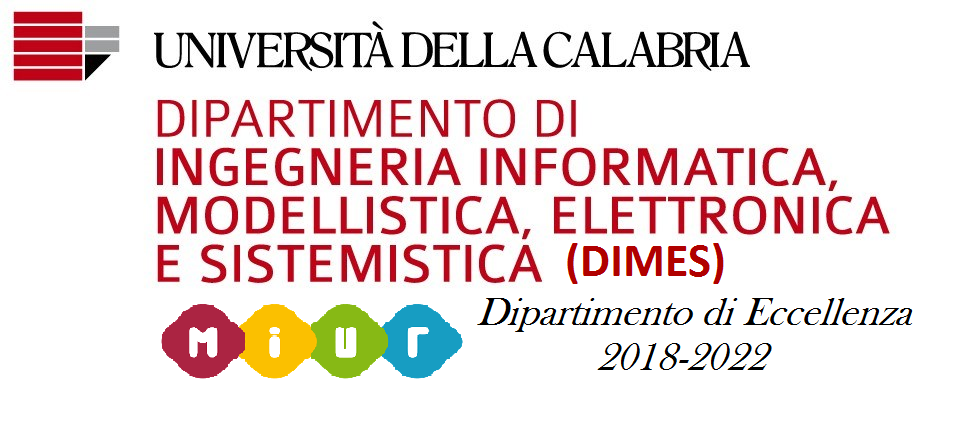 UNIVERSITÀ DELLA CALABRIA
DIPARTIMENTO DI
INGEGNERIA INFORMATICA,
MODELLISTICA, ELETTRONICA
E SISTEMISTICA (DIMES)
MiUr Dipartimento di Eccellenza
2018-2022